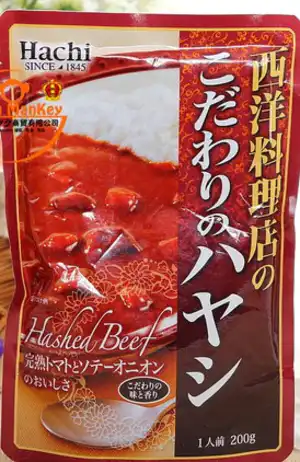 Hachi
SINCE 1845
ManKey
西洋料理店の
こだわりのハヤシ
Hashed Beef
完熟トマトとソテーオニオン
のおいしさ
こだわりの
味と香り
1人前 200g